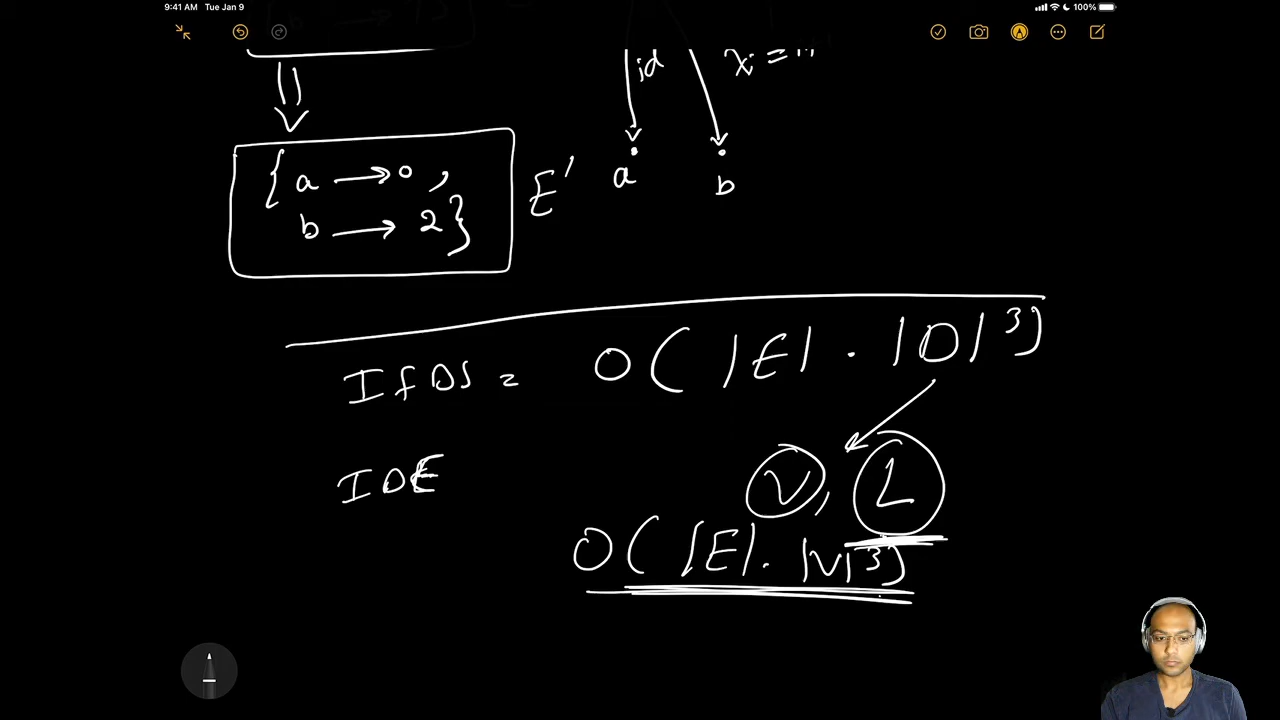 9:41 AM Tue Jan 9
100%
id
{ a → 0 ,
b → 2 }
E'
a
b
IfDS = O( |E| . |D|³)
IDE
V, L
O( |E| . |V|³)